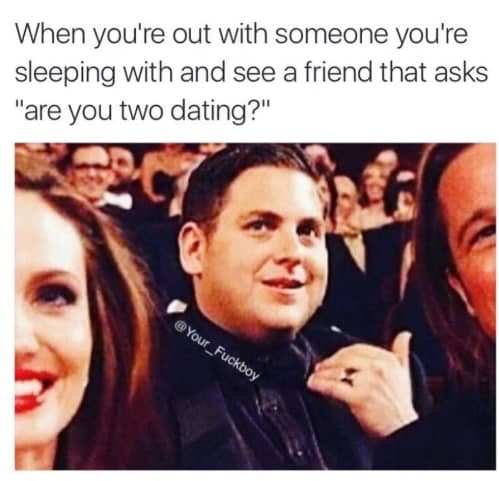 When you're out with someone you're
sleeping with and see a friend that asks
"are you two dating?"
@Your_Fuckboy